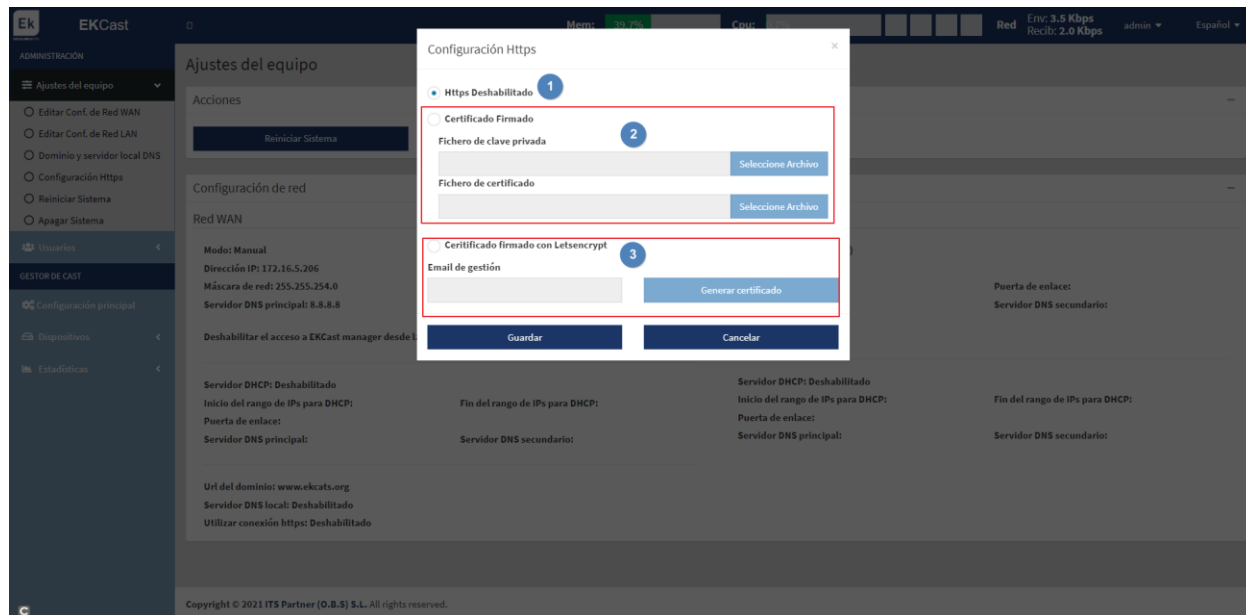 Ek EKCast Mem: 39.7% Cpu: Red Env: 3.5 Kbps admin Español
Recib: 2.0 Kbps
Configuración Https ×
ADMINISTRACIÓN
Ajustes del equipo
Ajustes del equipo
Https Deshabilitado 1
Acciones
Editar Conf. de Red WAN
Certificado Firmado
Editar Conf. de Red LAN
Reiniciar Sistema
Fichero de clave privada 2
Dominio y servidor local DNS
Seleccione Archivo
Configuración Https
Configuración de red
Fichero de certificado
Reiniciar Sistema
Seleccione Archivo
Apagar Sistema
Red WAN
Usuarios
Modo: Manual
Ceritificado firmado con Letsencrypt 3
Dirección IP: 172.16.5.206
Email de gestión
GESTOR DE CAST
Máscara de red: 255.255.254.0
Generar certificado
Puerta de enlace:
Configuración principal
Servidor DNS principal: 8.8.8.8
Servidor DNS secundario:
Dispositivos
Deshabilitar el acceso a EKCast manager desde
Guardar Cancelar
Estadísticas
Servidor DHCP: Deshabilitado
Inicio del rango de IPs para DHCP: Fin del rango de IPs para DHCP:
Puerta de enlace:
Servidor DNS principal: Servidor DNS secundario:
Servidor DHCP: Deshabilitado
Inicio del rango de IPs para DHCP: Fin del rango de IPs para DHCP:
Puerta de enlace:
Servidor DNS principal: Servidor DNS secundario:
Url del dominio: www.ekcats.org
Servidor DNS local: Deshabilitado
Utilizar conexión https: Deshabilitado
Copyright © 2021 ITS Partner (O.B.S) S.L. All rights reserved.